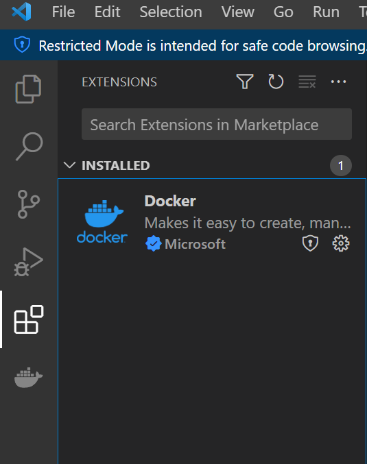 File Edit Selection View Go Run
Restricted Mode is intended for safe code browsing.
EXTENSIONS
Search Extensions in Marketplace
INSTALLED 1
Docker
Makes it easy to create, man...
docker
Microsoft